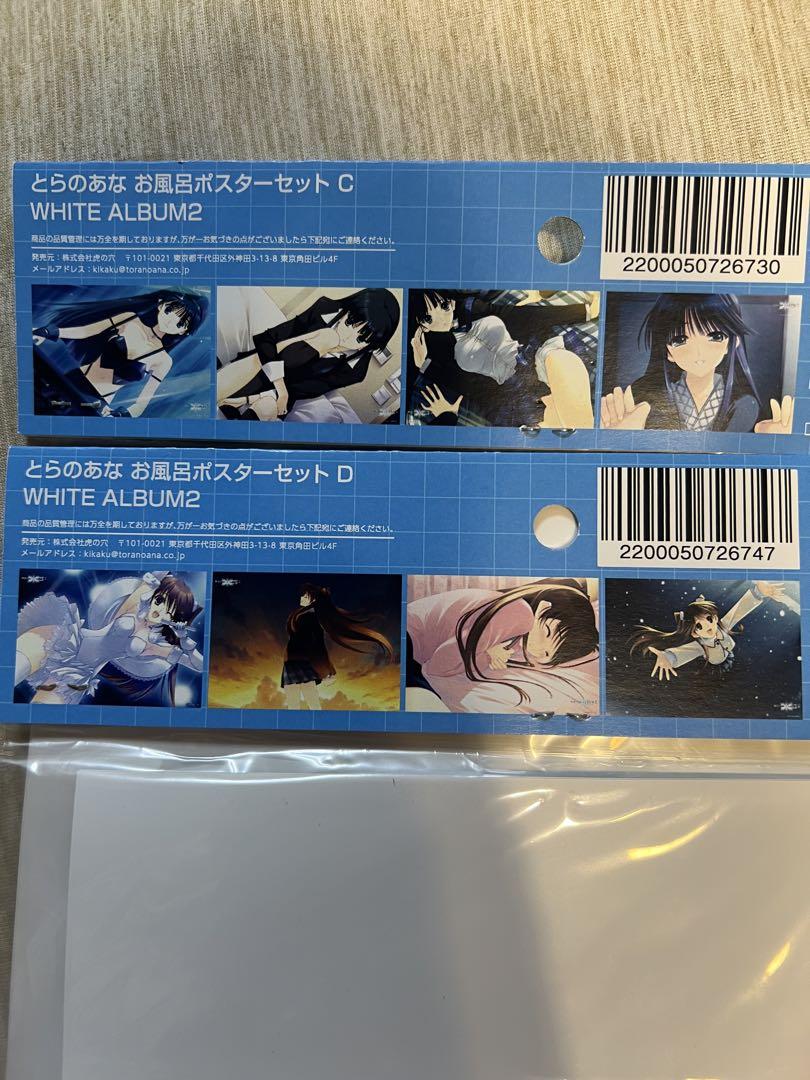 とらのあな お風呂ポスターセット C
WHITE ALBUM2
商品の品質管理には万全を期しておりますが、万が一お気づきの点がございましたら下記宛にご連絡ください。
発売元：株式会社虎の穴 〒101-0021 東京都千代田区外神田3-13-8 東京角田ビル4F
メールアドレス：kikaku@toranoana.co.jp
2200050726730
とらのあな お風呂ポスターセット D
WHITE ALBUM2
商品の品質管理には万全を期しておりますが、万が一お気づきの点がございましたら下記宛にご連絡ください。
発売元：株式会社虎の穴 〒101-0021 東京都千代田区外神田3-13-8 東京角田ビル4F
メールアドレス：kikaku@toranoana.co.jp
2200050726747